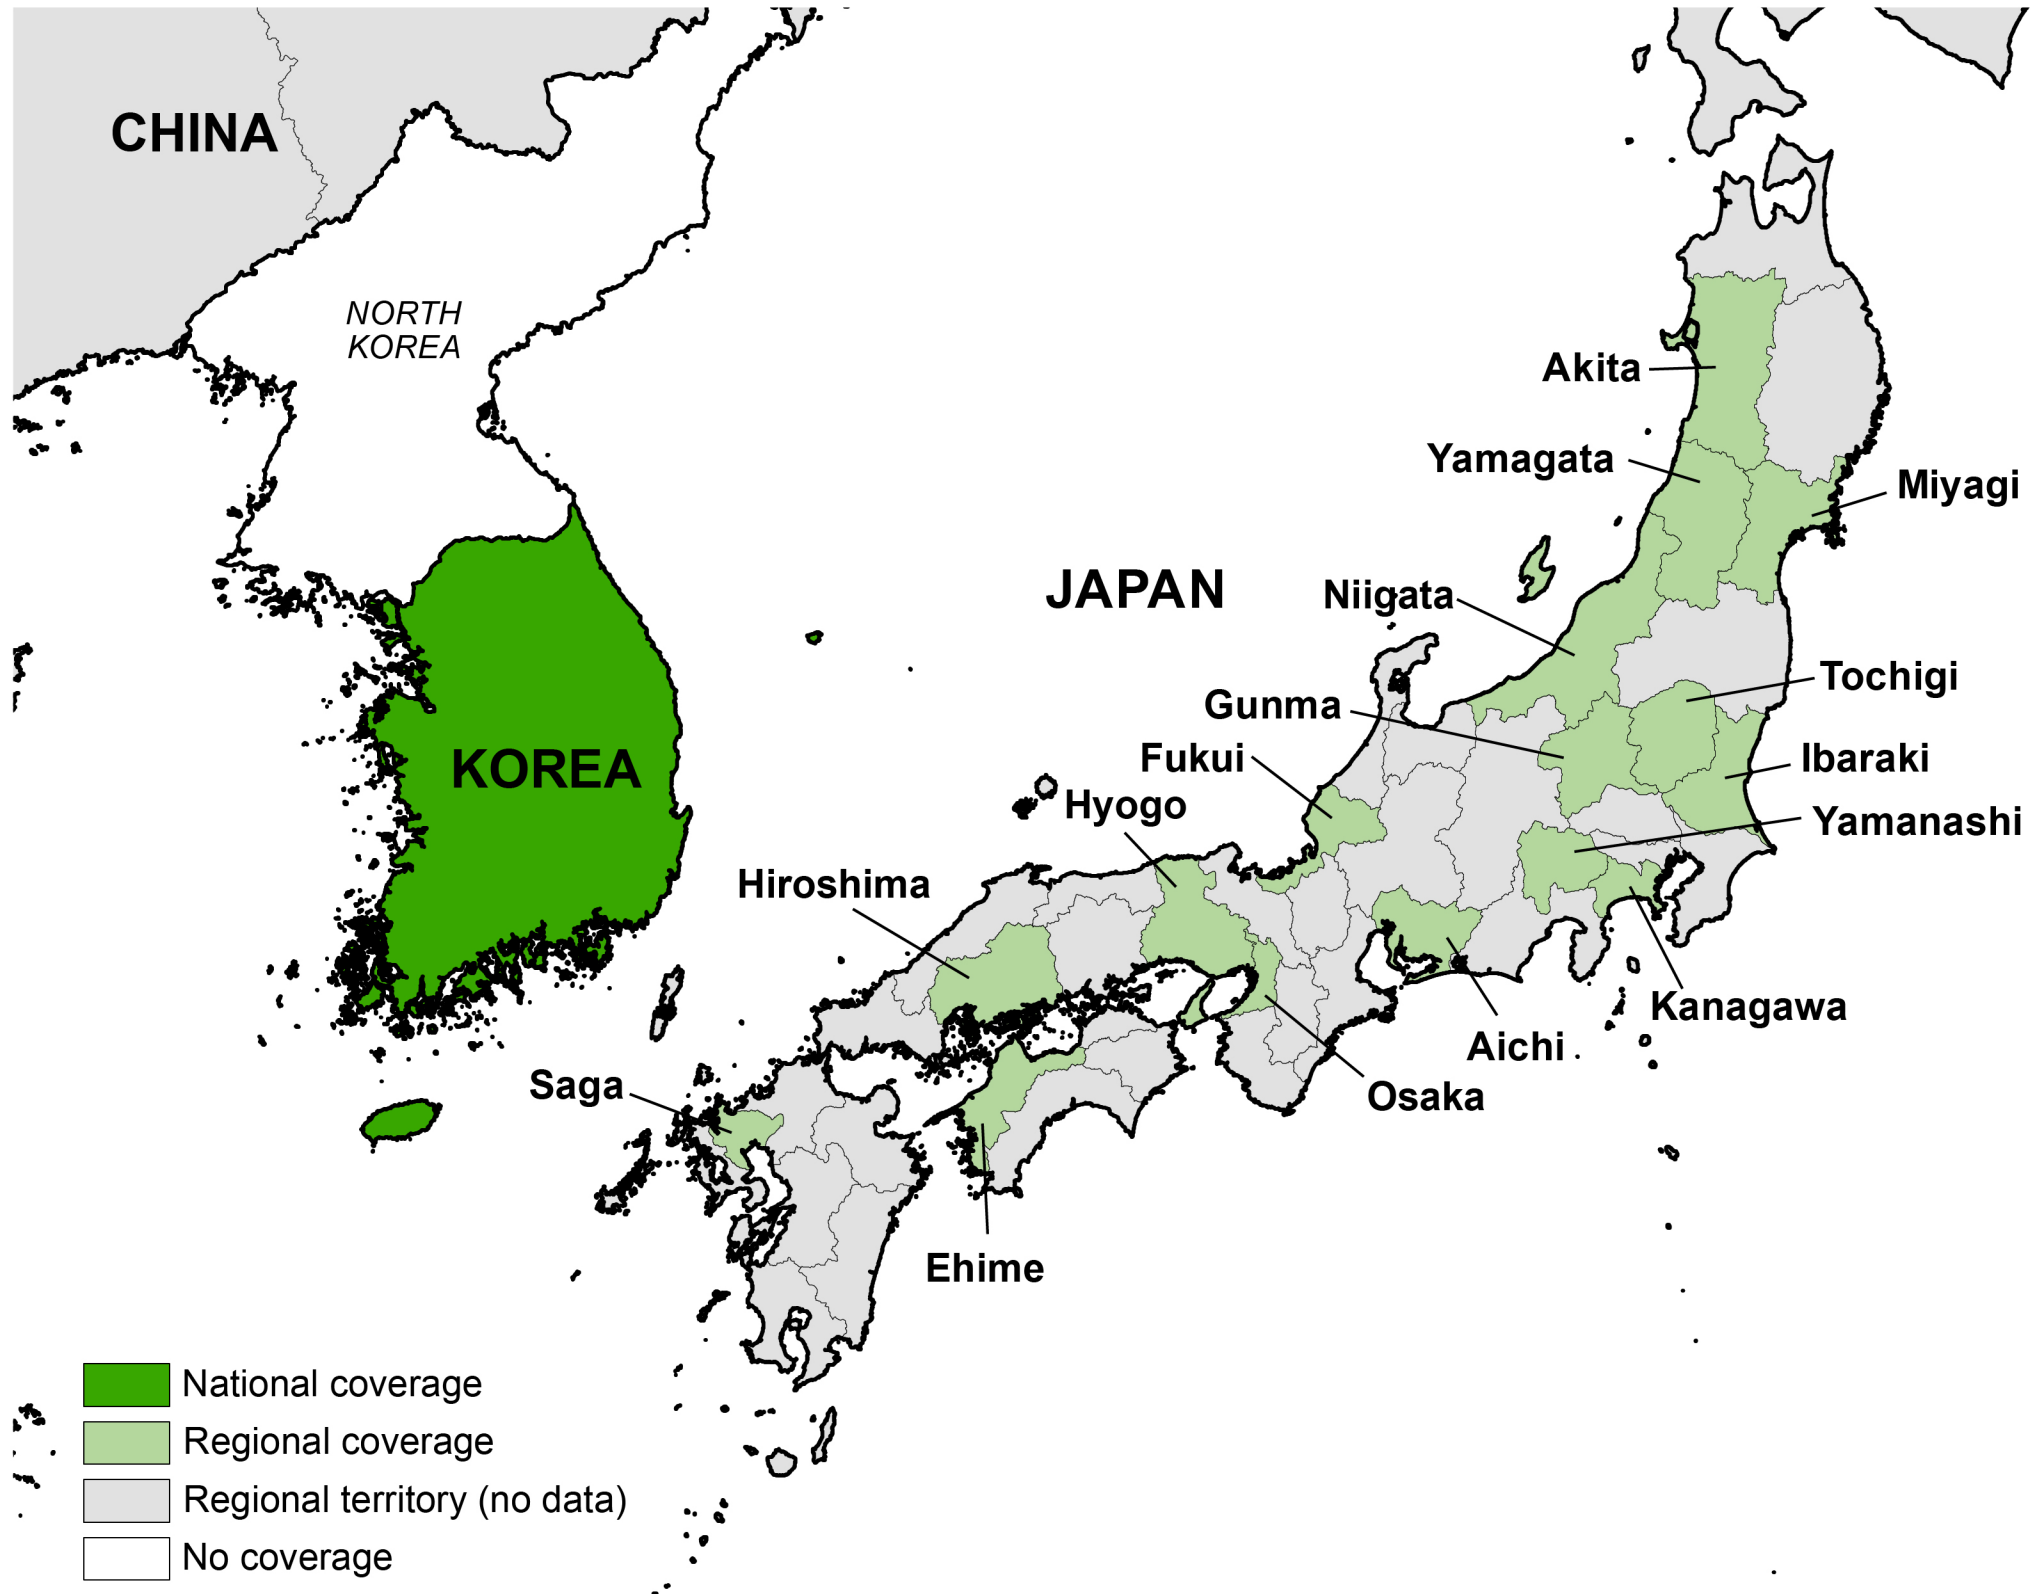 CHINA
NORTH
KOREA
Akita
Yamagata
Miyagi
JAPAN
Niigata
Tochigi
Gunma
Fukui
Ibaraki
KOREA
Hyogo
Yamanashi
Hiroshima
Kanagawa
Aichi
Saga
Osaka
Ehime
National coverage
Regional coverage
Regional territory (no data)
No coverage